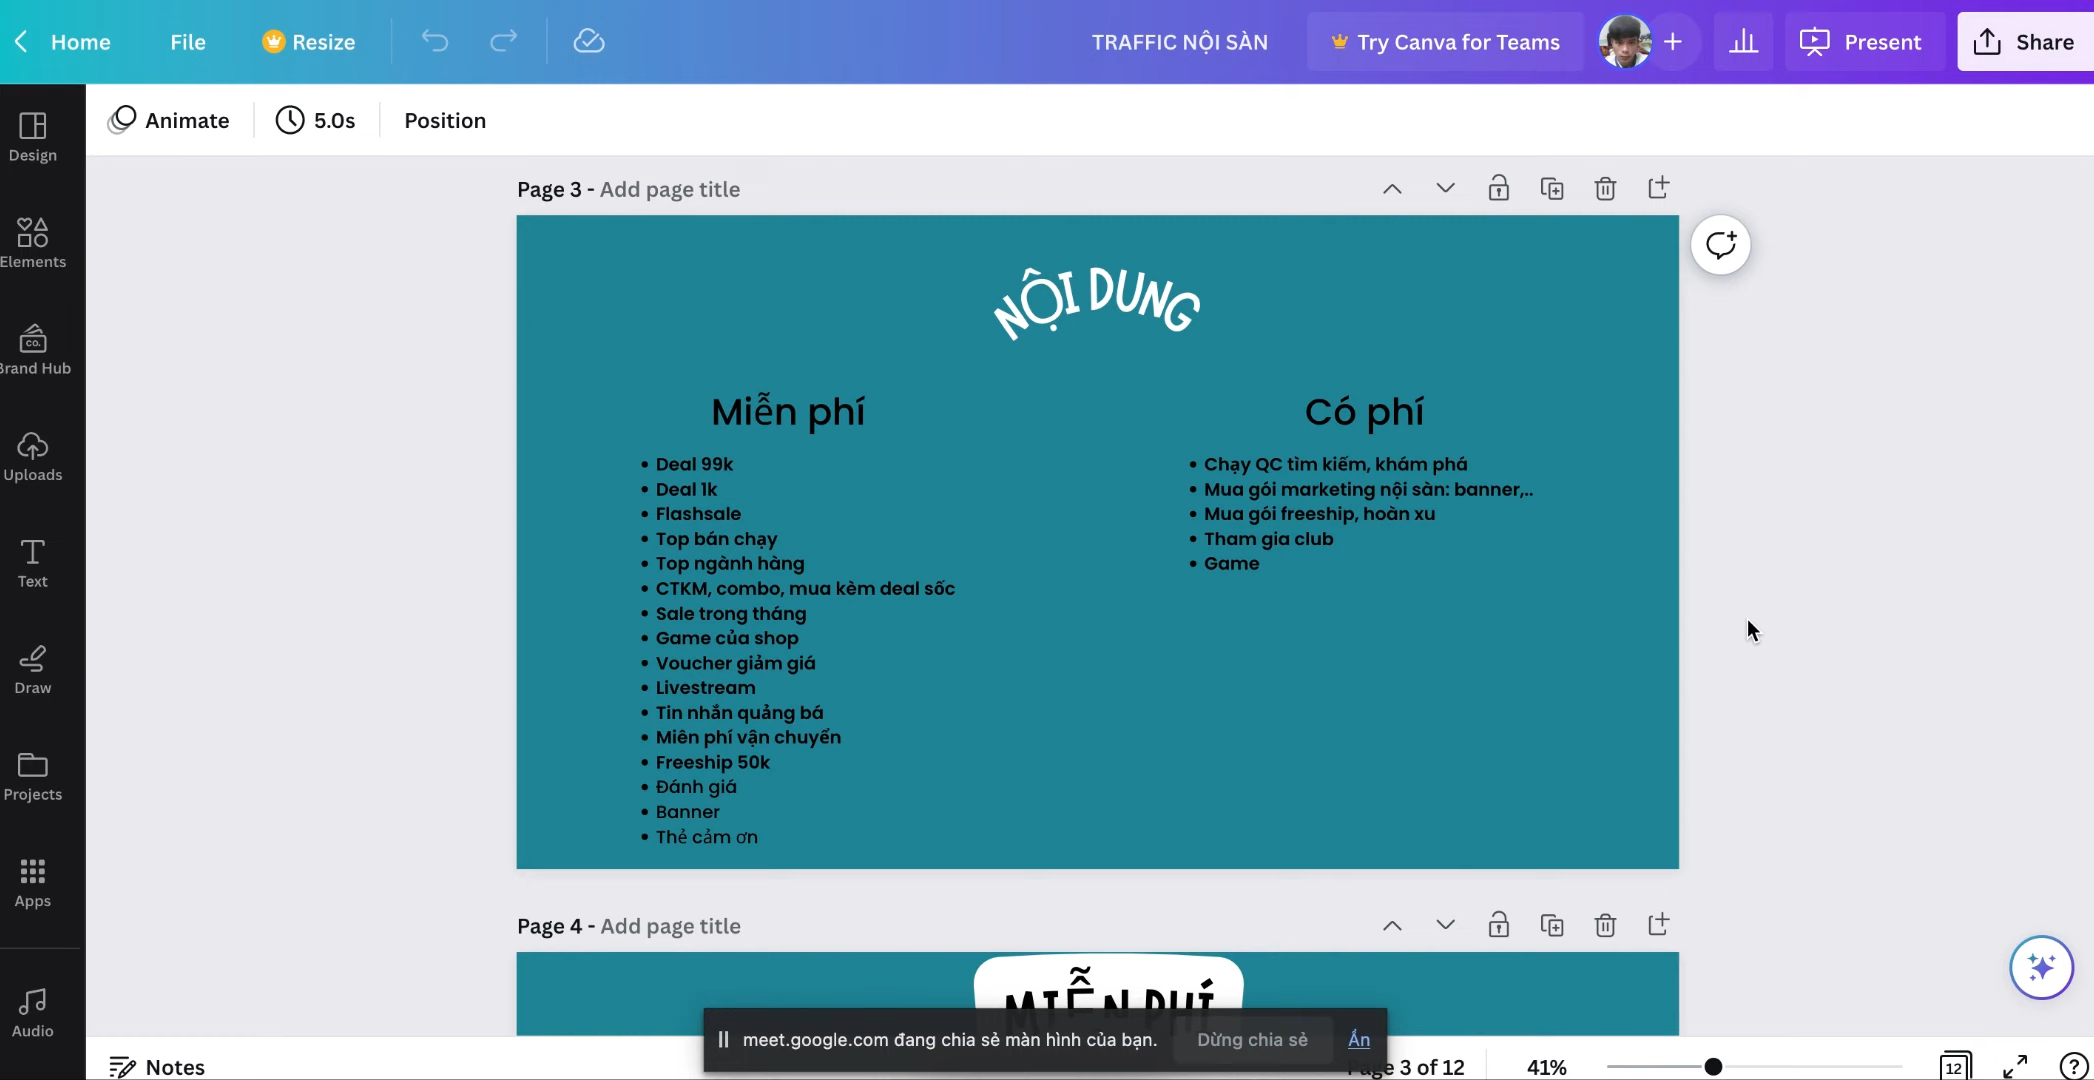 Home
File
Resize
TRAFFIC NỘI SÀN
Try Canva for Teams
Present
Share
Animate
5.0s
Position
Design
Elements
Brand Hub
CO.
Uploads
Text
Draw
Projects
Apps
Audio
Page 3 - Add page title
NỘI DUNG
Miễn phí
• Deal 99k
• Deal 1k
• Flashsale
• Top bán chạy
• Top ngành hàng
• CTKM, combo, mua kèm deal sốc
• Sale trong tháng
• Game của shop
• Voucher giảm giá
• Livestream
• Tin nhắn quảng bá
• Miên phí vận chuyển
• Freeship 50k
• Đánh giá
• Banner
• Thẻ cảm ơn
Có phí
• Chạy QC tìm kiếm, khám phá
• Mua gói marketing nội sàn: banner,..
• Mua gói freeship, hoàn xu
• Tham gia club
• Game
Page 4 - Add page title
MIỄN PHÍ
meet.google.com đang chia sẻ màn hình của bạn.
Dừng chia sẻ
Ẩn
Notes
Page 3 of 12
41%
12